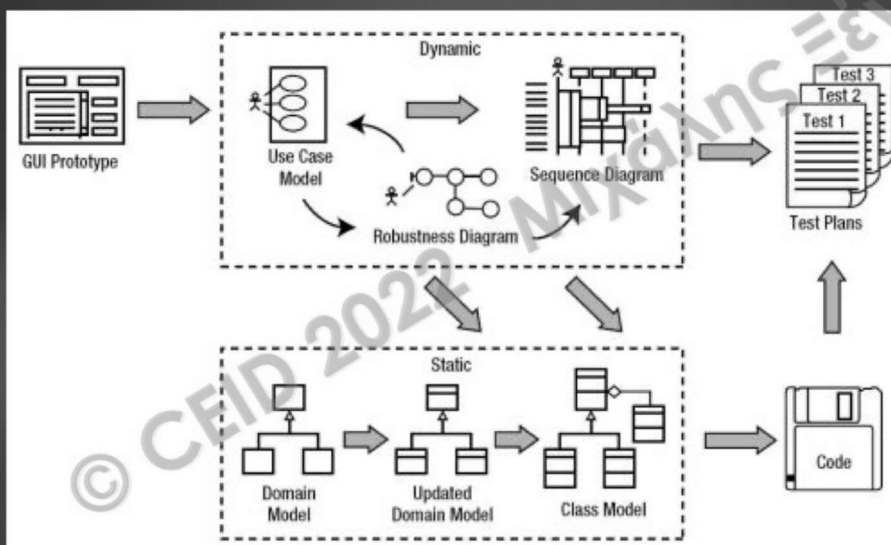 Dynamic
GUI Prototype
Use Case
Model
Robustness Diagram
Sequence Diagram
Test 3
Test 2
Test 1
Test Plans
Static
Domain
Model
Updated
Domain Model
Class Model
Code
© CEID 2022 Μιχάλης